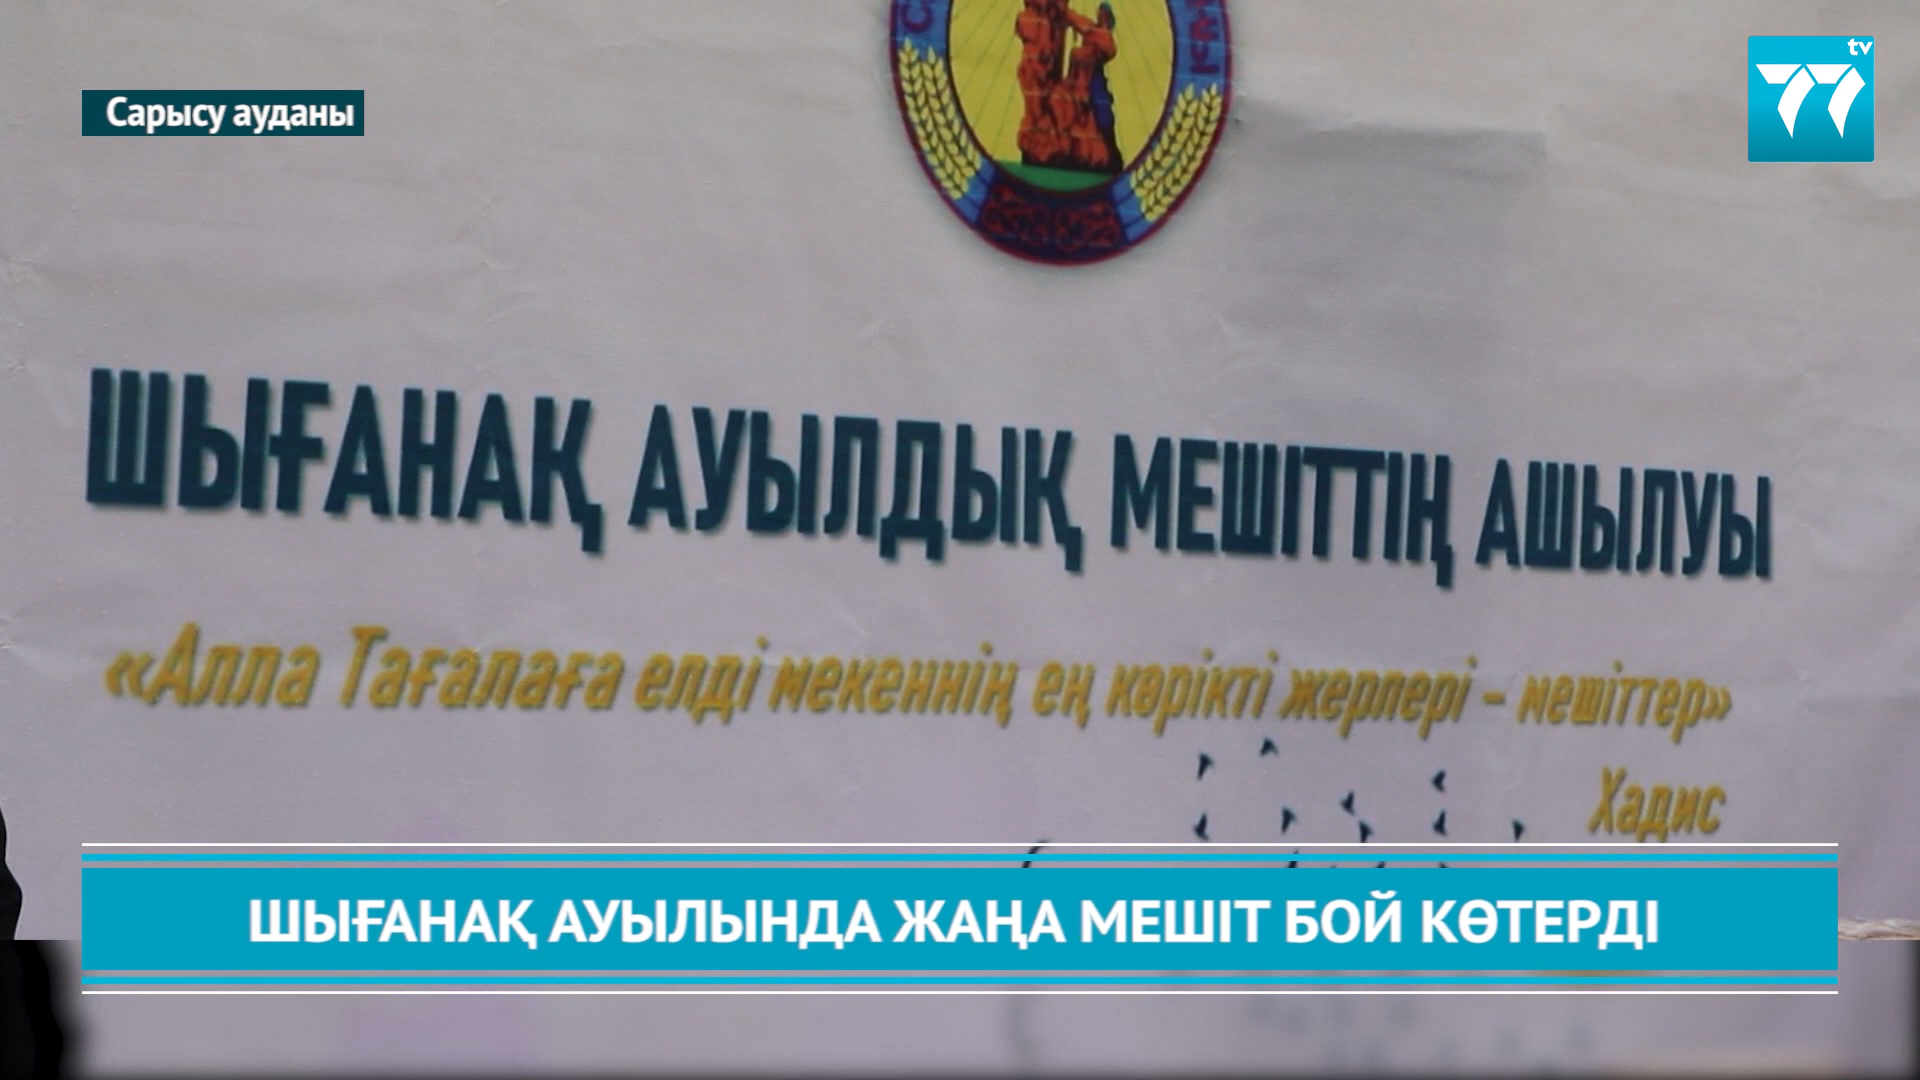 tv
77
Сарысу ауданы
ШЫҒАНАҚ АУЫЛДЫҚ МЕШІТТІҢ АШЫЛУЫ
«Алла Тағалаға елді мекеннің ең көрікті жерлері – мешіттер»
Хадис
ШЫҒАНАҚ АУЫЛЫНДА ЖАҢА МЕШІТ БОЙ КӨТЕРДІ